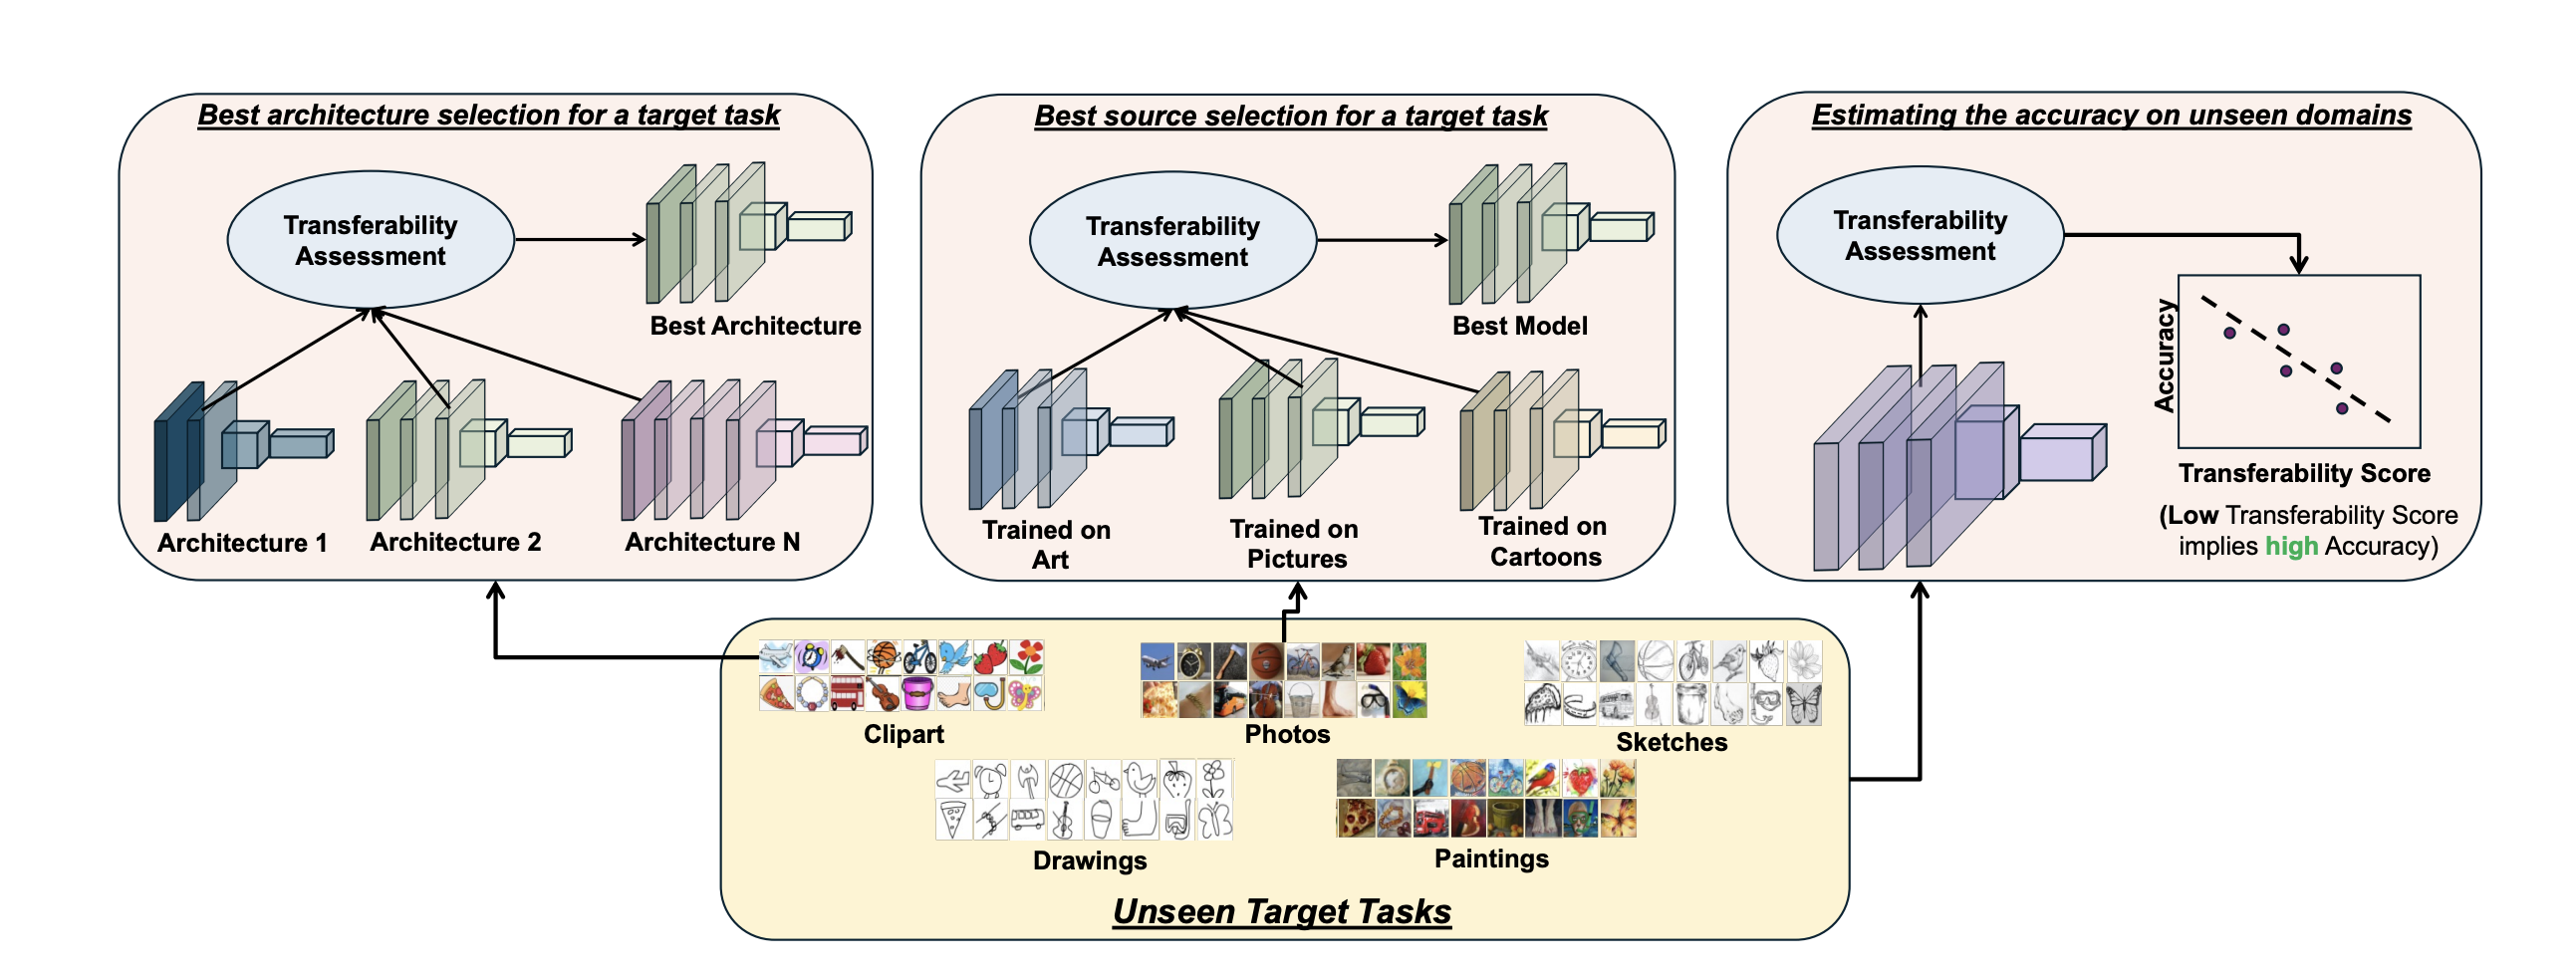 Best architecture selection for a target task
Transferability
Assessment
Best Architecture
Architecture 1
Architecture 2
Architecture N
Best source selection for a target task
Transferability
Assessment
Best Model
Trained on
Art
Trained on
Pictures
Trained on
Cartoons
Estimating the accuracy on unseen domains
Transferability
Assessment
Accuracy
Transferability Score
(Low Transferability Score
implies high Accuracy)
Clipart
Photos
Sketches
Drawings
Paintings
Unseen Target Tasks